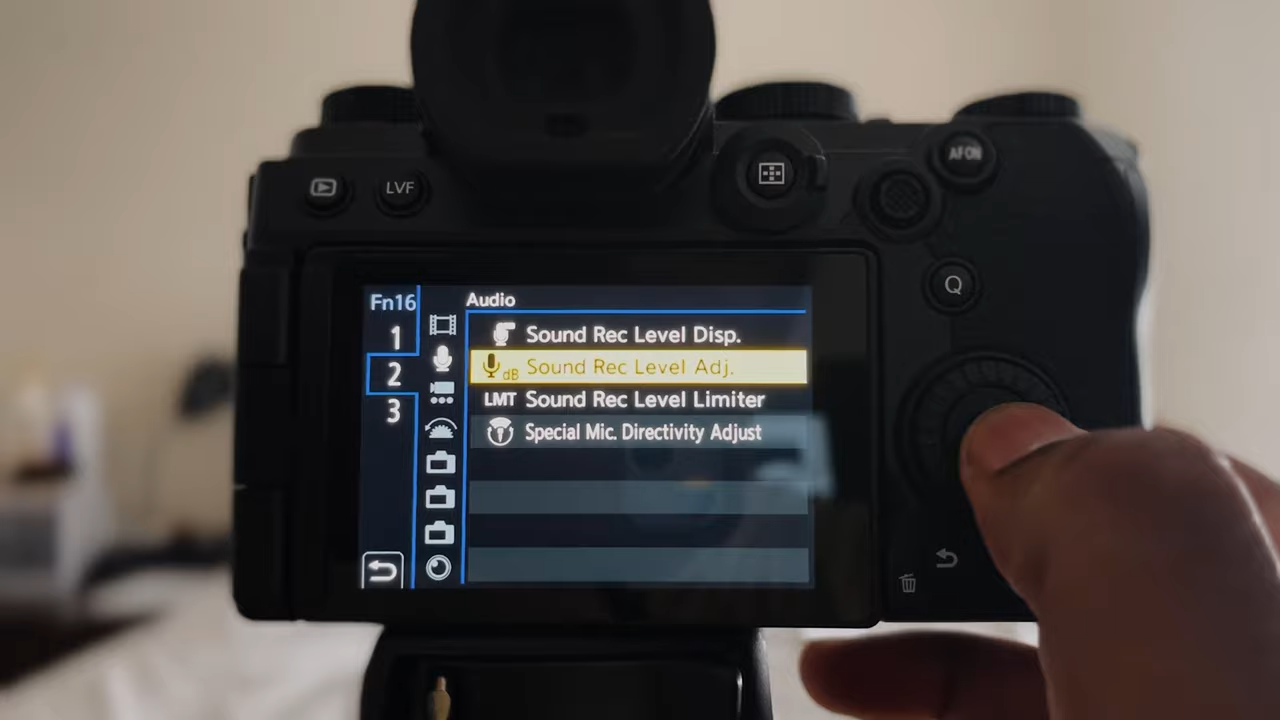 AF ON
LVF
Q
Fn16
Audio
1
Sound Rec Level Disp.
2
dB Sound Rec Level Adj.
3
LMT Sound Rec Level Limiter
Special Mic. Directivity Adjust